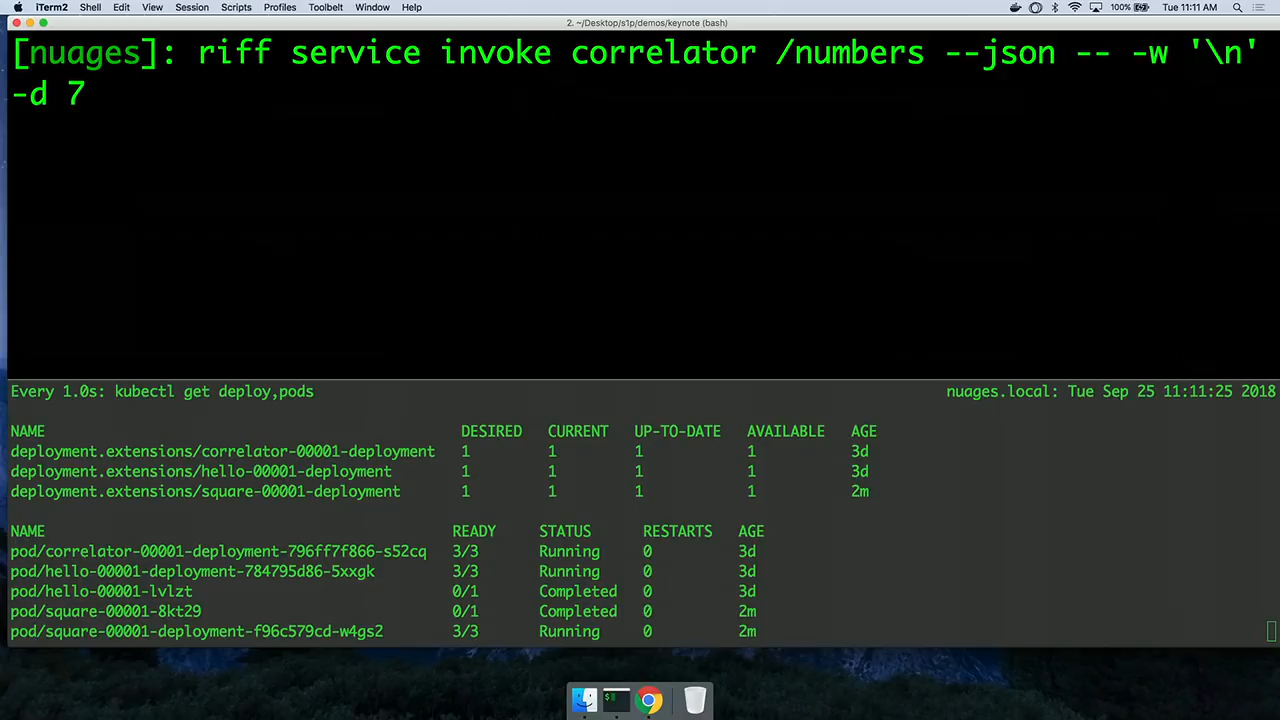 iTerm2 Shell Edit View Session Scripts Profiles Toolbelt Window Help 100% Tue 11:11 AM
2. ~/Desktop/s1p/demos/keynote (bash)
[nuages]: riff service invoke correlator /numbers --json -- -w '\n'
-d 7
Every 1.0s: kubectl get deploy,pods nuages.local: Tue Sep 25 11:11:25 2018
NAME DESIRED CURRENT UP-TO-DATE AVAILABLE AGE
deployment.extensions/correlator-00001-deployment 1 1 1 1 3d
deployment.extensions/hello-00001-deployment 1 1 1 1 3d
deployment.extensions/square-00001-deployment 1 1 1 1 2m
NAME READY STATUS RESTARTS AGE
pod/correlator-00001-deployment-796ff7f866-s52cq 3/3 Running 0 3d
pod/hello-00001-deployment-784795d86-5xxgk 3/3 Running 0 3d
pod/hello-00001-lvlzt 0/1 Completed 0 3d
pod/square-00001-8kt29 0/1 Completed 0 2m
pod/square-00001-deployment-f96c579cd-w4gs2 3/3 Running 0 2m